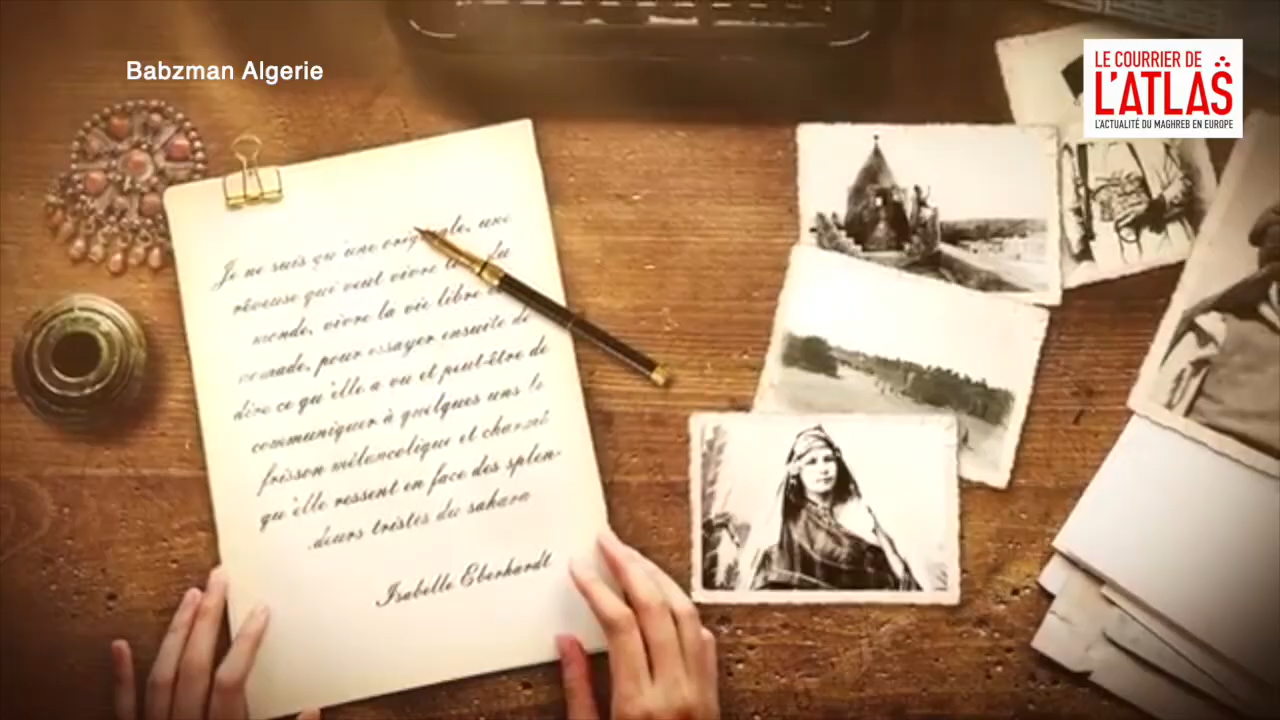 Babzman Algerie
LE COURRIER DE
L'ATLAS
L'ACTUALITÉ DU MAGHREB EN EUROPE
Je ne suis qu'une originale, une
rêveuse qui veut vivre du
monde, vivre la vie libre
nomade, pour essayer ensuite de
dire ce qu'elle a vu et peut-être de
communiquer à quelques uns le
frisson mélancolique et charmé
qu'elle ressent en face des splen-
deurs tristes du sahara
Isabelle Eberhardt